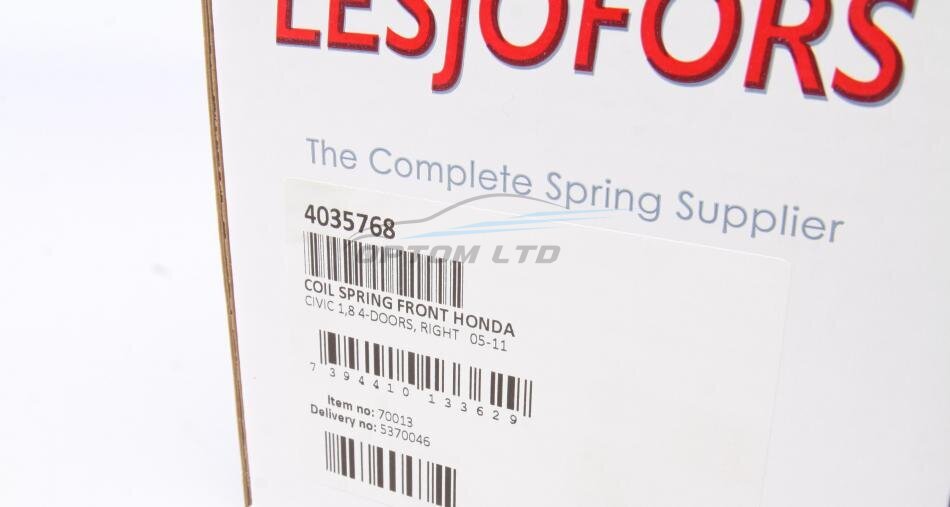 LESJÖFORS
The Complete Spring Supplier
4035768
OPTOM LTD
COIL SPRING FRONT HONDA
CIVIC 1,8 4-DOORS, RIGHT 05-11
7 394410 133629
Item no: 70013
Delivery no: 5370046